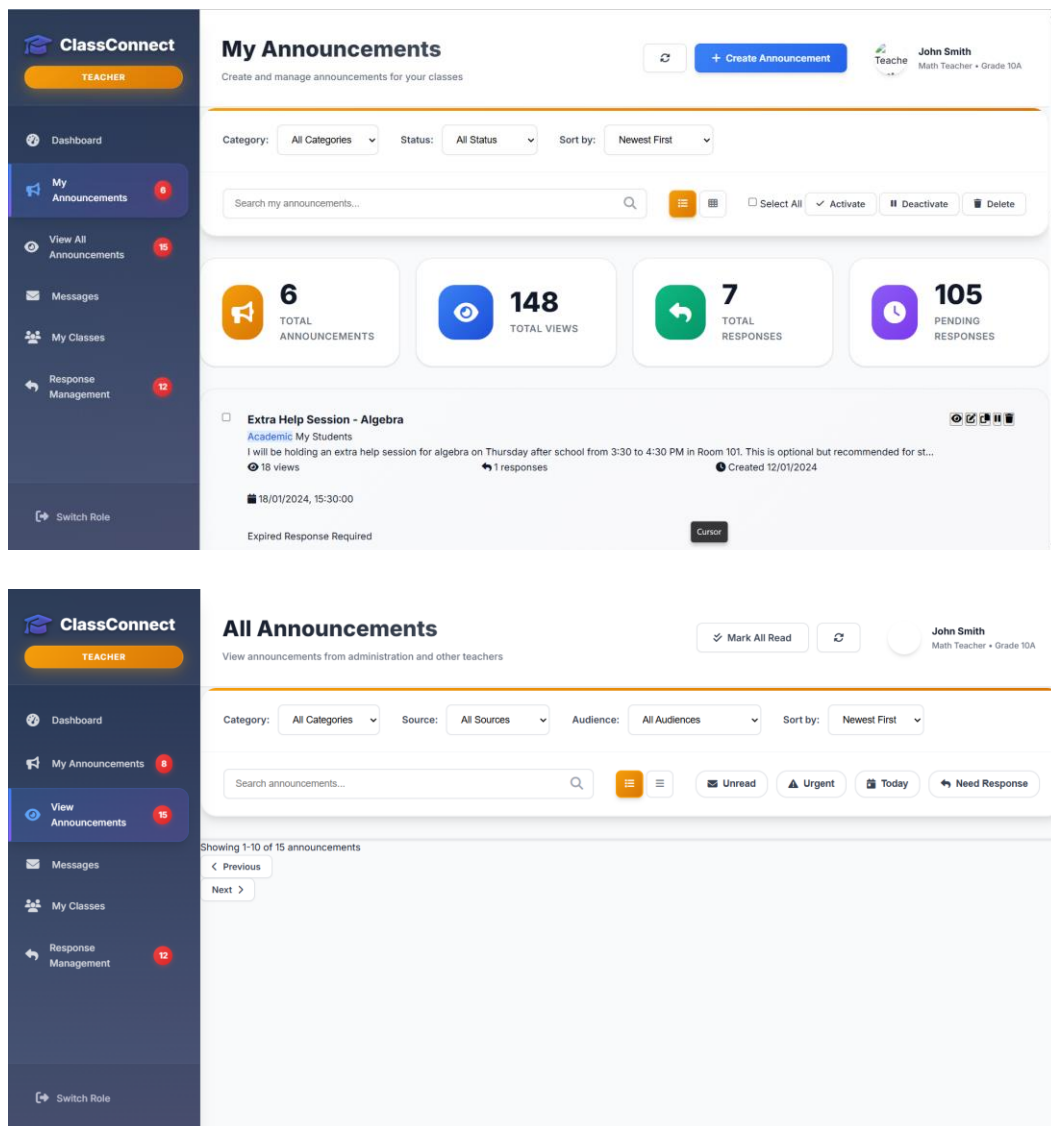 ClassConnect
TEACHER
Dashboard
My
Announcements
6
View All
Announcements
15
Messages
My Classes
Response
Management
12
Switch Role
My Announcements
Create and manage announcements for your classes
+ Create Announcement
Teache
John Smith
Math Teacher • Grade 10A
Category: All Categories Status: All Status Sort by: Newest First
Search my announcements...
Select All Activate Deactivate Delete
6
TOTAL
ANNOUNCEMENTS
148
TOTAL VIEWS
7
TOTAL
RESPONSES
105
PENDING
RESPONSES
Extra Help Session - Algebra
Academic My Students
I will be holding an extra help session for algebra on Thursday after school from 3:30 to 4:30 PM in Room 101. This is optional but recommended for st...
18 views 1 responses Created 12/01/2024
18/01/2024, 15:30:00
Expired Response Required
Cursor
ClassConnect
TEACHER
Dashboard
My Announcements 8
View
Announcements
15
Messages
My Classes
Response
Management
12
Switch Role
All Announcements
View announcements from administration and other teachers
Mark All Read
John Smith
Math Teacher • Grade 10A
Category: All Categories Source: All Sources Audience: All Audiences Sort by: Newest First
Search announcements...
Unread Urgent Today Need Response
Showing 1-10 of 15 announcements
< Previous
Next >